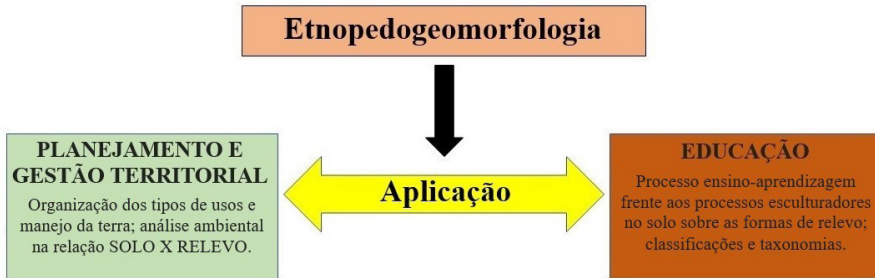 Etnopedogeomorfologia
PLANEJAMENTO E
GESTÃO TERRITORIAL
Organização dos tipos de usos e
manejo da terra; análise ambiental
na relação SOLO X RELEVO.
Aplicação
EDUCAÇÃO
Processo ensino-aprendizagem
frente aos processos esculturadores
no solo sobre as formas de relevo;
classificações e taxonomias.